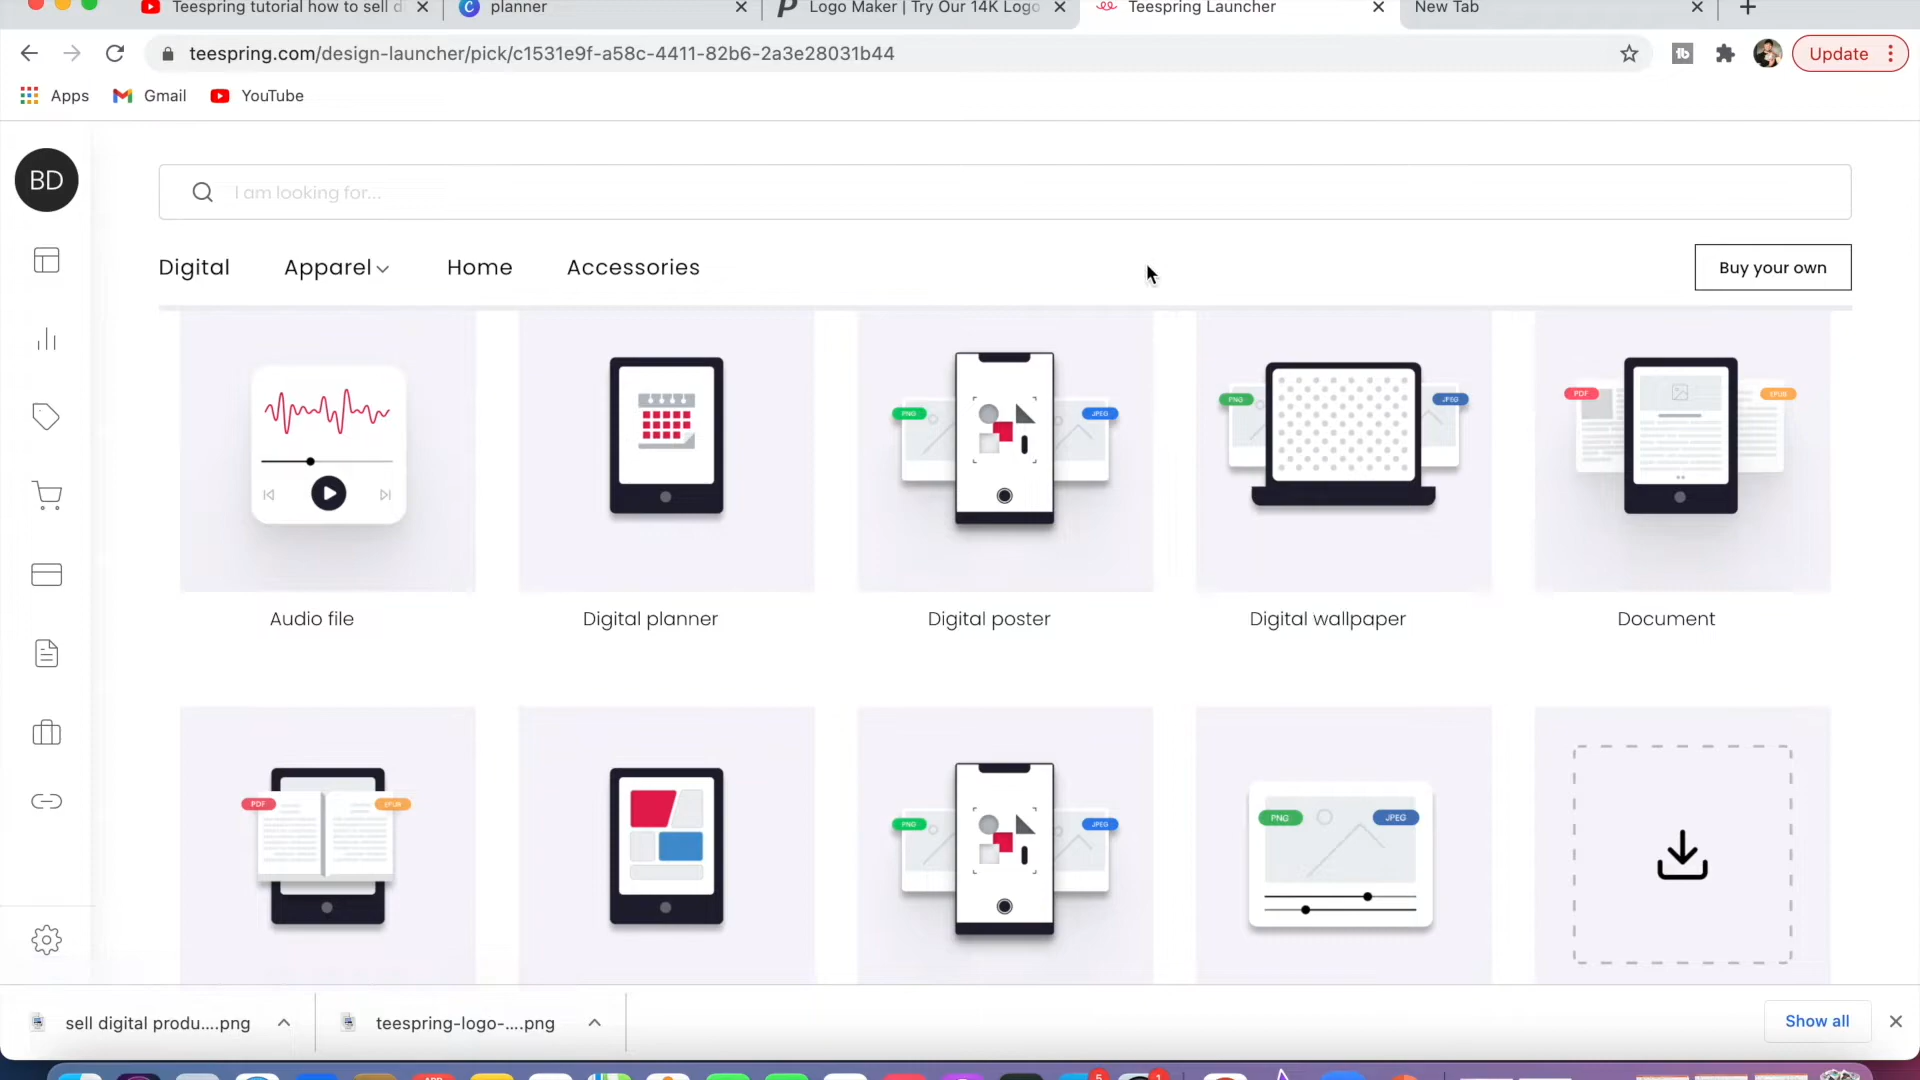 Teespring tutorial how to sell d
planner
Logo Maker | Try Our 14K Logo
Teespring Launcher
New Tab
teespring.com/design-launcher/pick/c1531e9f-a58c-4411-82b6-2a3e28031b44
Update
Apps
Gmail
YouTube
BD
I am looking for...
Digital
Apparel
Home
Accessories
Buy your own
PNG
JPEG
PNG
JPEG
PDF
EPUB
Audio file
Digital planner
Digital poster
Digital wallpaper
Document
PDF
EPUB
PNG
JPEG
PNG
JPEG
sell digital produ....png
teespring-logo-....png
Show all
5
1